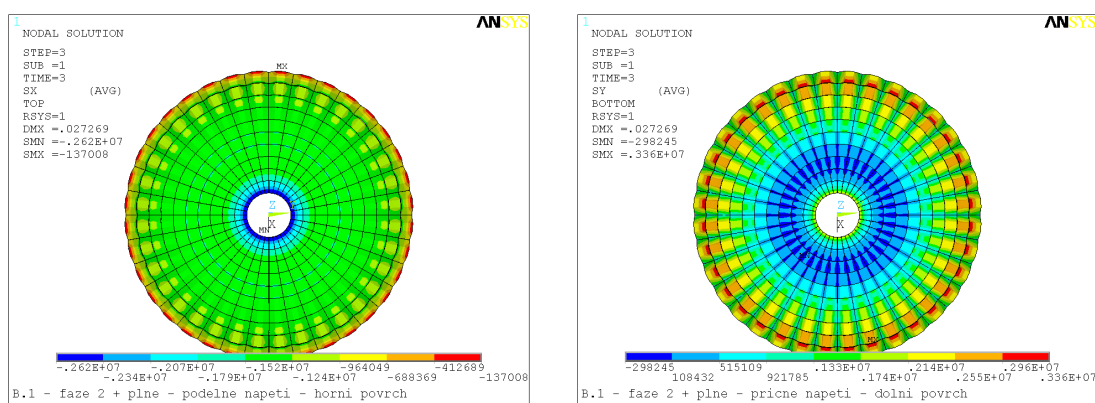 1
ANSYS
NODAL SOLUTION
STEP=3
SUB =1
TIME=3
SX (AVG)
TOP
RSYS=1
DMX =.027269
SMN =-.262E+07
SMX =-137008
MX
Z
X
MN
-.262E+07 -.207E+07 -.152E+07 -964049 -412689
-.234E+07 -.179E+07 -.124E+07 -688369 -137008
B.1 - faze 2 + plne - podelne napeti - horni povrch
1
ANSYS
NODAL SOLUTION
STEP=3
SUB =1
TIME=3
SY (AVG)
BOTTOM
RSYS=1
DMX =.027269
SMN =-298245
SMX =.336E+07
Z
X
MX
-298245 515109 .133E+07 .214E+07 .296E+07
108432 921785 .174E+07 .255E+07 .336E+07
B.1 - faze 2 + plne - pricne napeti - dolni povrch